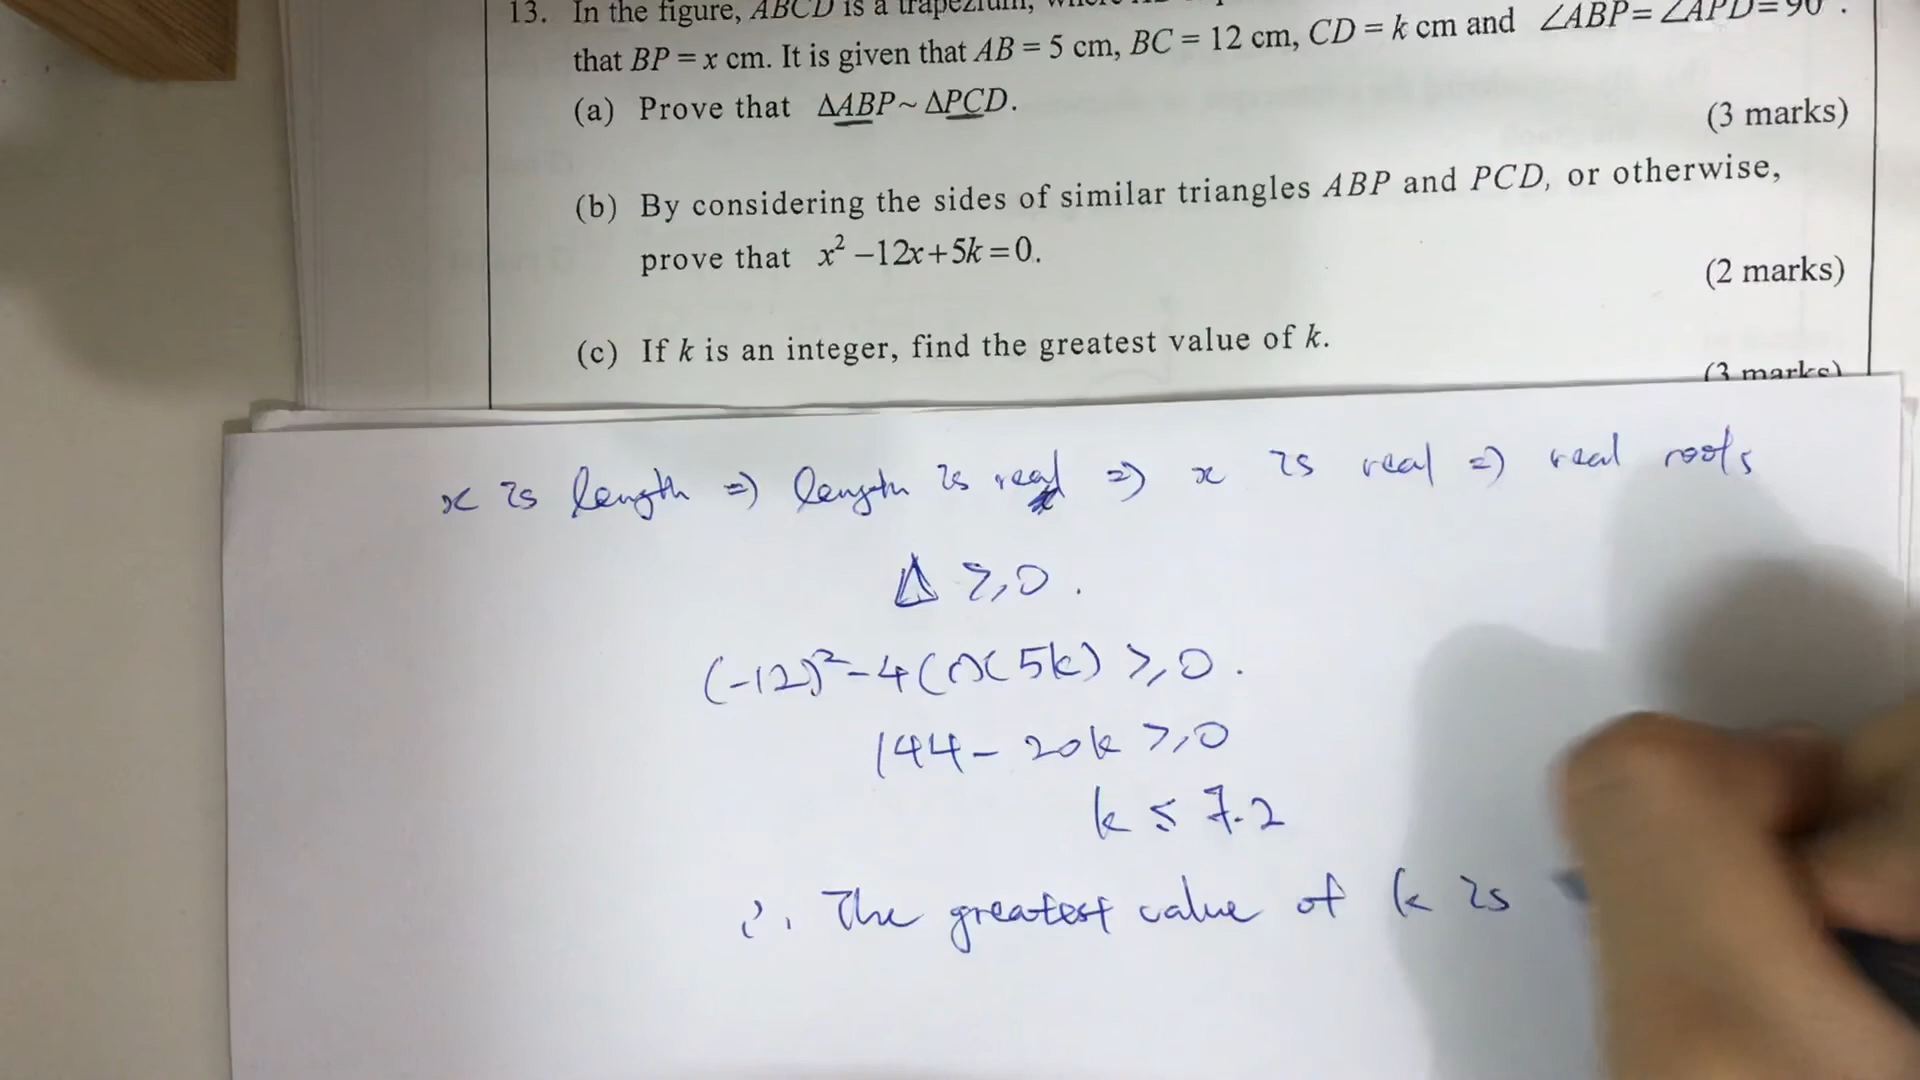 13. In the figure, ABCD is a trapezium,
that BP = x cm. It is given that AB = 5 cm, BC = 12 cm, CD = k cm and ∠ABP = ∠APD = 90°.
(a) Prove that ΔABP ~ ΔPCD.
(3 marks)
(b) By considering the sides of similar triangles ABP and PCD, or otherwise,
prove that x² − 12x + 5k = 0.
(2 marks)
(c) If k is an integer, find the greatest value of k.
(3 marks)
x is length ⇒ length is real ⇒ x is real ⇒ real roots
Δ ≥ 0.
(-12)² - 4(1)(5k) ≥ 0.
144 - 20k ≥ 0
k ≤ 7.2
∴ The greatest value of k is